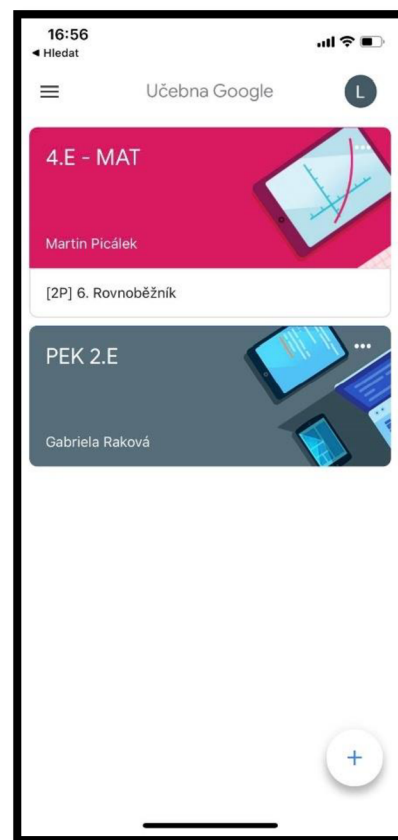 16:56
◀ Hledat
Učebna Google
L
4.E - MAT
Martin Picálek
[2P] 6. Rovnoběžník
PEK 2.E
Gabriela Raková